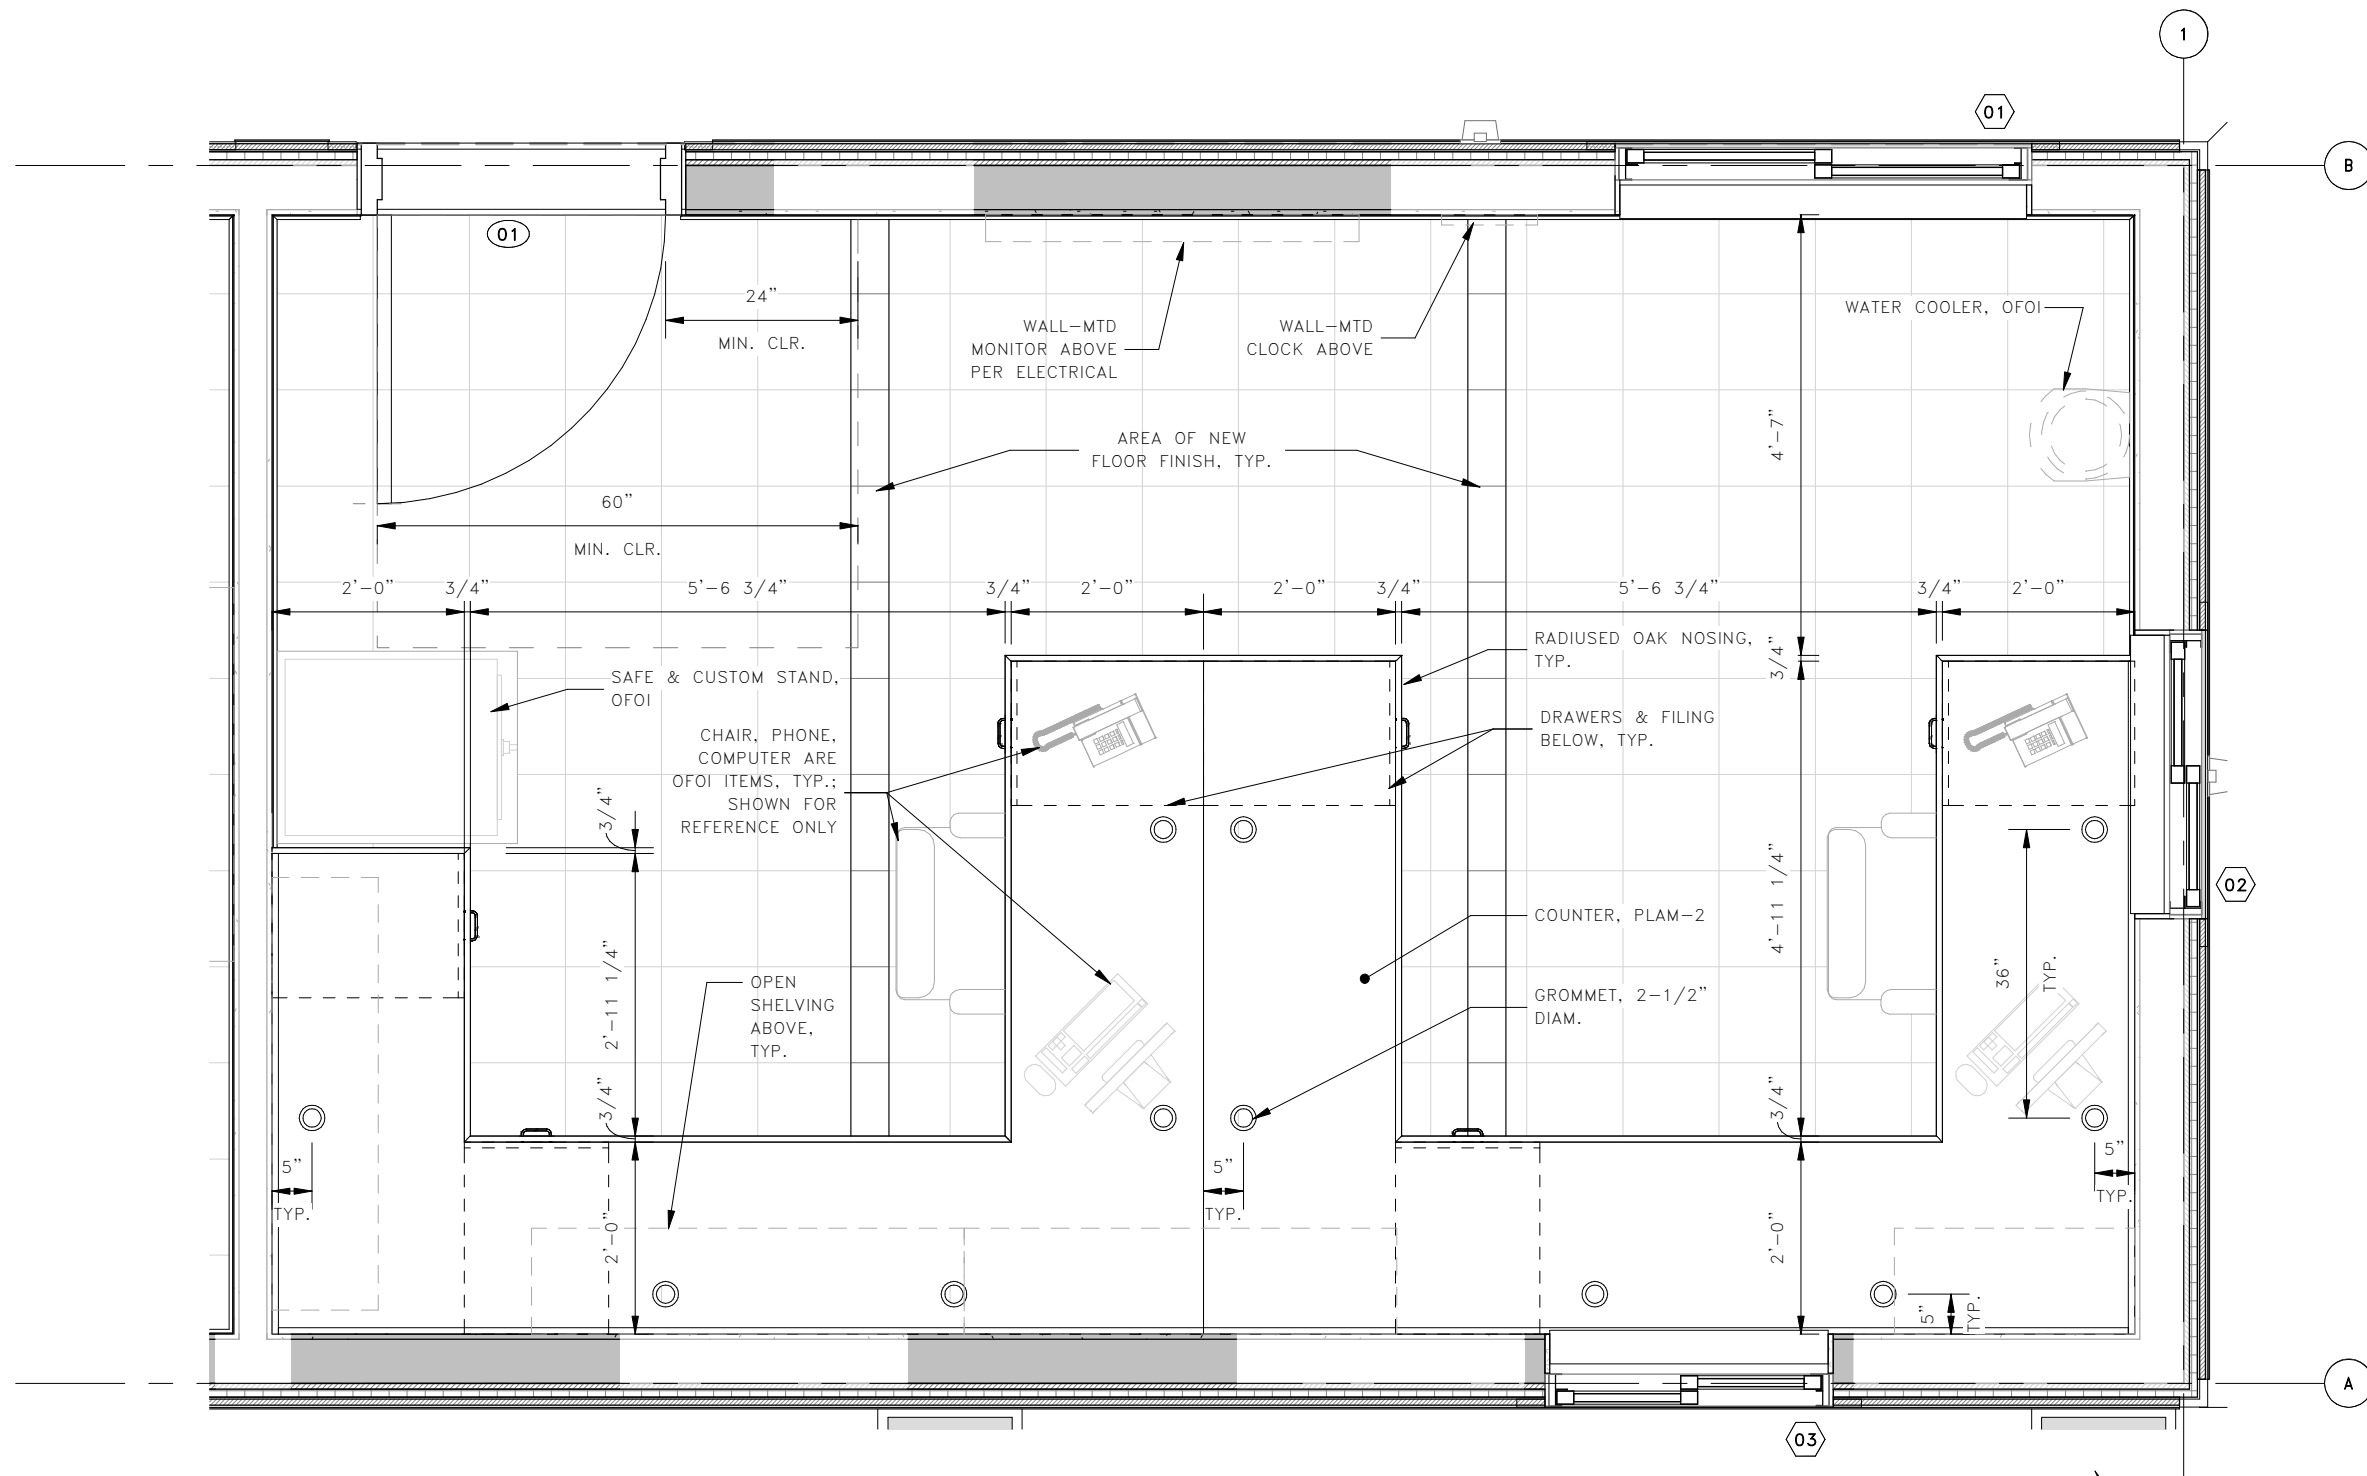 1
01
B
01
24"
MIN. CLR.
WALL-MTD
MONITOR ABOVE
PER ELECTRICAL
WALL-MTD
CLOCK ABOVE
WATER COOLER, OFOI
4'-7"
AREA OF NEW
FLOOR FINISH, TYP.
60"
MIN. CLR.
2'-0"
3/4"
5'-6 3/4"
3/4"
2'-0"
2'-0"
3/4"
5'-6 3/4"
3/4"
2'-0"
RADIUSED OAK NOSING,
TYP.
3/4"
SAFE & CUSTOM STAND,
OFOI
DRAWERS & FILING
BELOW, TYP.
CHAIR, PHONE,
COMPUTER ARE
OFOI ITEMS, TYP.;
SHOWN FOR
REFERENCE ONLY
3/4"
02
COUNTER, PLAM-2
4'-11 1/4"
36"
TYP.
2'-11 1/4"
OPEN
SHELVING
ABOVE,
TYP.
GROMMET, 2-1/2"
DIAM.
3/4"
3/4"
5"
TYP.
5"
TYP.
5"
TYP.
2'-0"
2'-0"
5"
TYP.
A
03